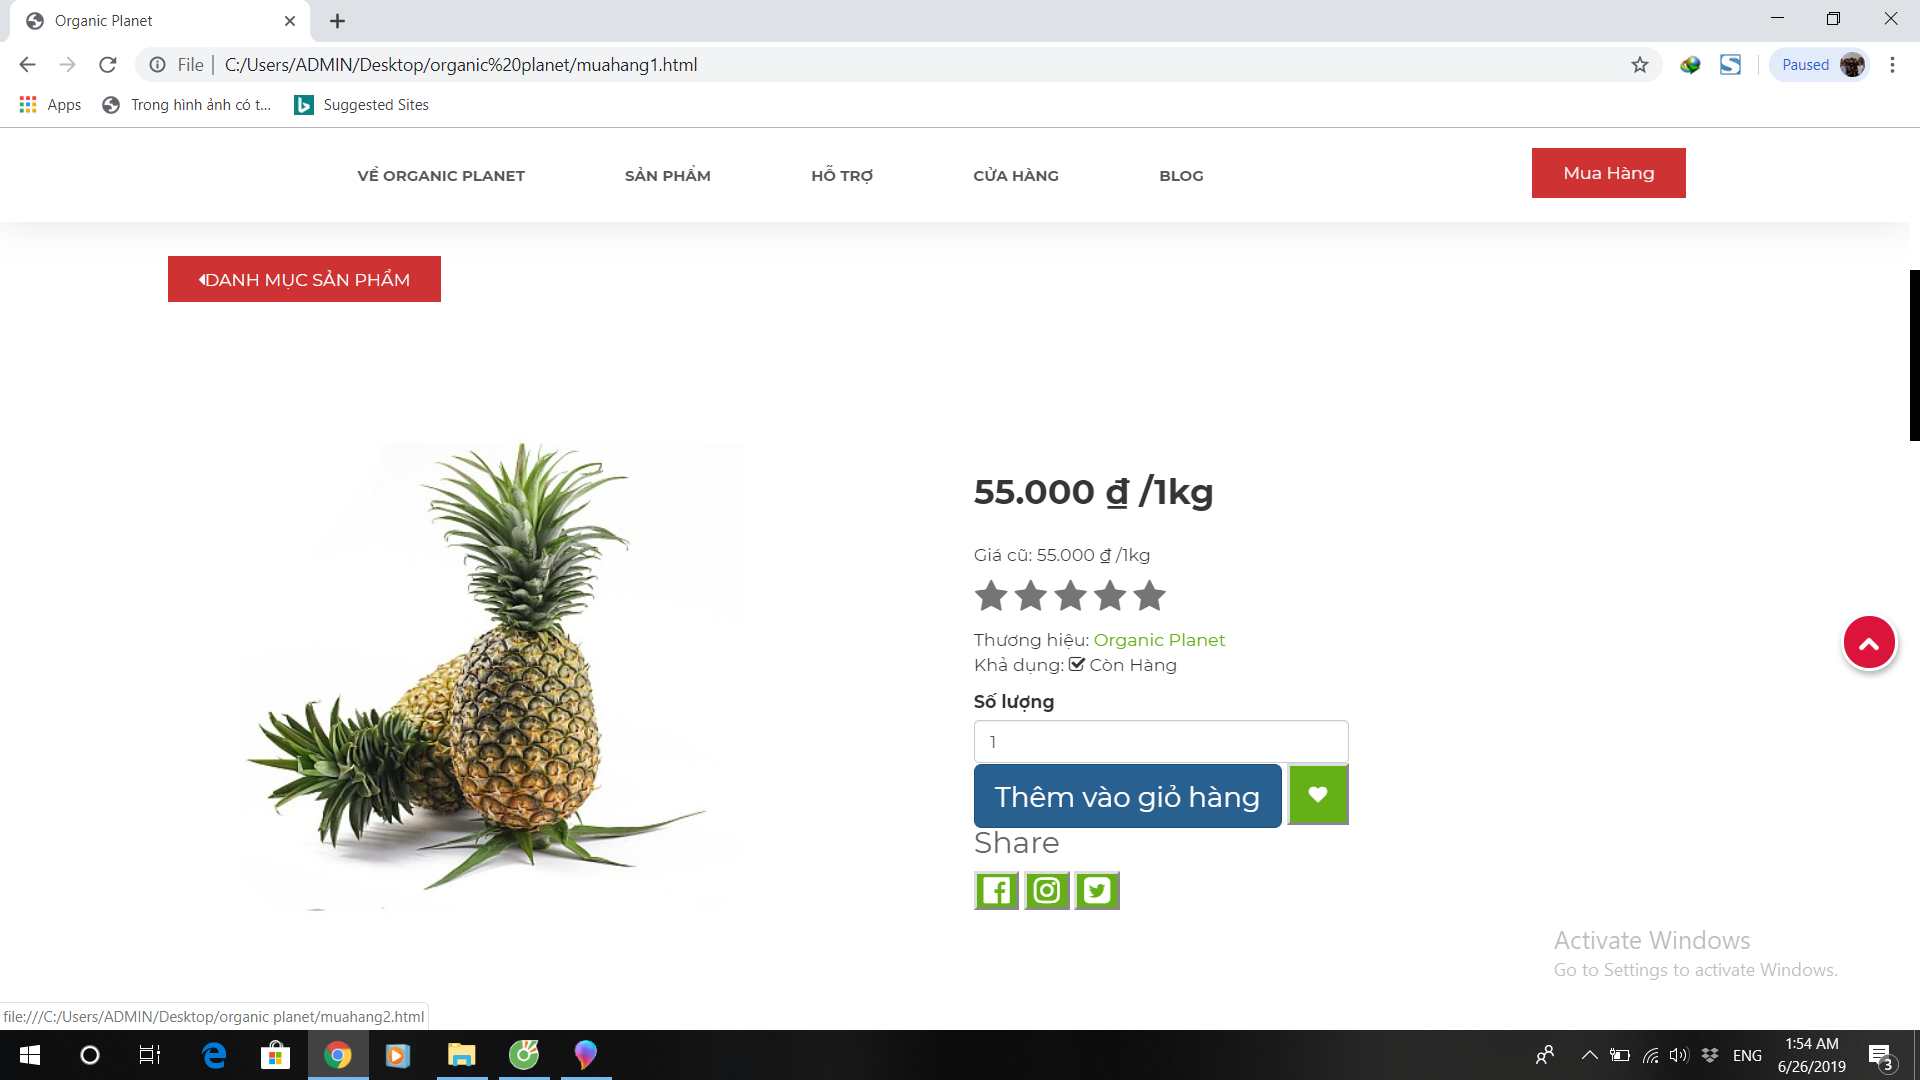 Organic Planet
File | C:/Users/ADMIN/Desktop/organic%20planet/muahang1.html
Paused
Apps
Trong hình ảnh có t...
Suggested Sites
VỀ ORGANIC PLANET
SẢN PHẨM
HỖ TRỢ
CỬA HÀNG
BLOG
Mua Hàng
DANH MỤC SẢN PHẨM
55.000 ₫ /1kg
Giá cũ: 55.000 ₫ /1kg
Thương hiệu: Organic Planet
Khả dụng: Còn Hàng
Số lượng
1
Thêm vào giỏ hàng
Share
Activate Windows
Go to Settings to activate Windows.
file:///C:/Users/ADMIN/Desktop/organic planet/muahang2.html
ENG
1:54 AM
6/26/2019
3